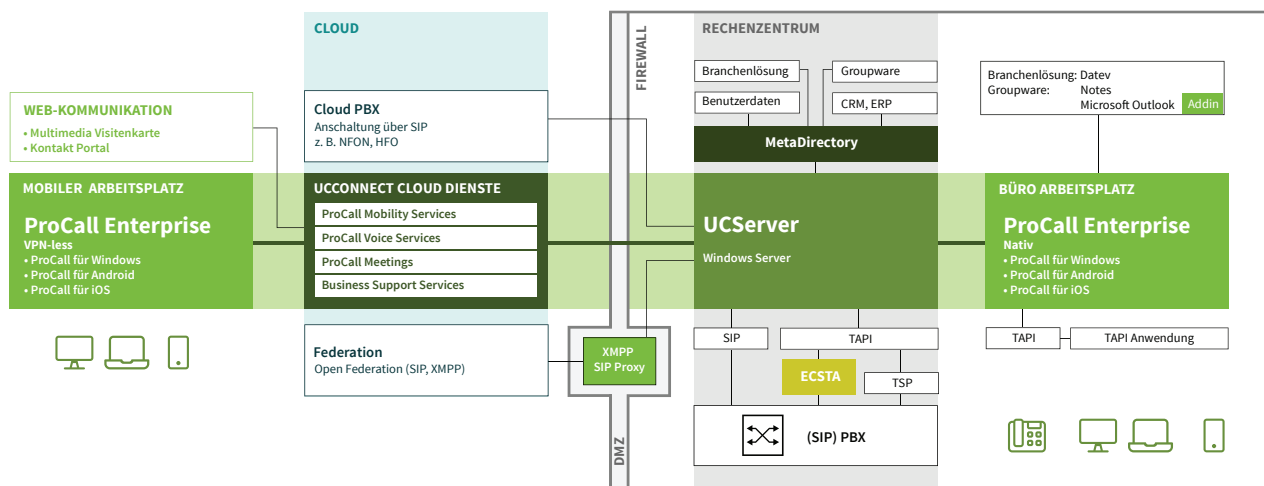 CLOUD
FIREWALL
RECHENZENTRUM
WEB-KOMMUNIKATION
• Multimedia Visitenkarte
• Kontakt Portal
Cloud PBX
Anschaltung über SIP
z. B. NFON, HFO
Branchenlösung
Groupware
Benutzerdaten
CRM, ERP
MetaDirectory
Branchenlösung: Datev
Groupware: Notes
Microsoft Outlook Addin
MOBILER ARBEITSPLATZ
ProCall Enterprise
VPN-less
• ProCall für Windows
• ProCall für Android
• ProCall für iOS
UCCONNECT CLOUD DIENSTE
ProCall Mobility Services
ProCall Voice Services
ProCall Meetings
Business Support Services
UCServer
Windows Server
BÜRO ARBEITSPLATZ
ProCall Enterprise
Nativ
• ProCall für Windows
• ProCall für Android
• ProCall für iOS
Federation
Open Federation (SIP, XMPP)
XMPP
SIP Proxy
DMZ
SIP
TAPI
ECSTA
TSP
(SIP) PBX
TAPI
TAPI Anwendung